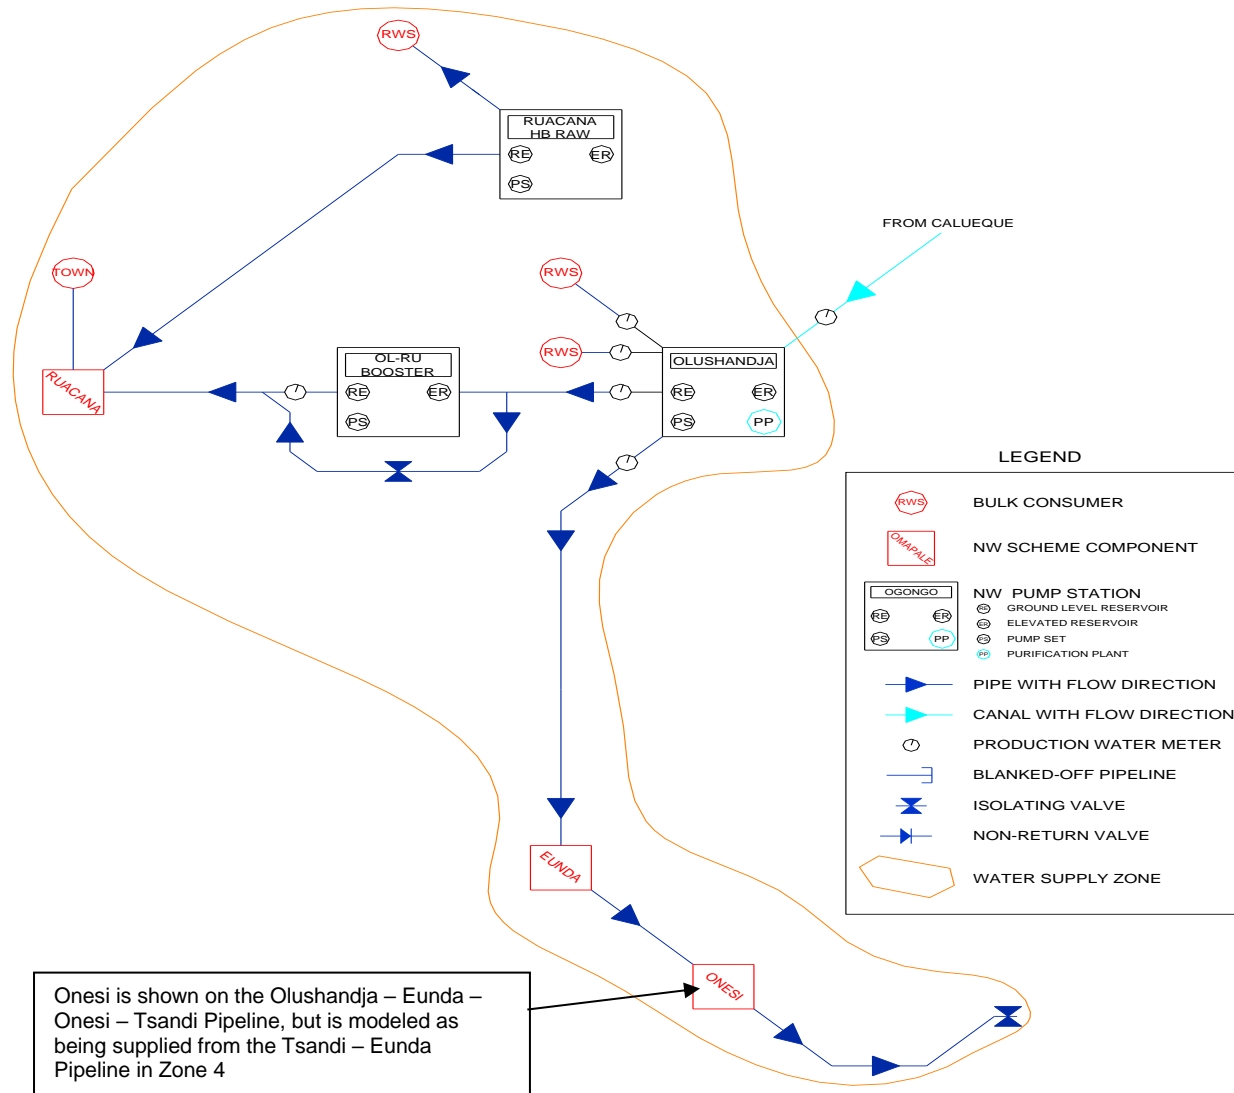 RWS
RUACANA
HB RAW
RE
ER
PS
FROM CALUEQUE
TOWN
RWS
RWS
OL-RU
BOOSTER
RE
ER
PS
OLUSHANDJA
RE
ER
PS
PP
RUACANA
EUNDA
ONESI
Onesi is shown on the Olushandja – Eunda –
Onesi – Tsandi Pipeline, but is modeled as
being supplied from the Tsandi – Eunda
Pipeline in Zone 4
LEGEND
RWS
BULK CONSUMER
OMAPALE
NW SCHEME COMPONENT
OGONGO
RE
ER
PS
PP
NW PUMP STATION
RE GROUND LEVEL RESERVOIR
ER ELEVATED RESERVOIR
PS PUMP SET
PP PURIFICATION PLANT
PIPE WITH FLOW DIRECTION
CANAL WITH FLOW DIRECTION
PRODUCTION WATER METER
BLANKED-OFF PIPELINE
ISOLATING VALVE
NON-RETURN VALVE
WATER SUPPLY ZONE